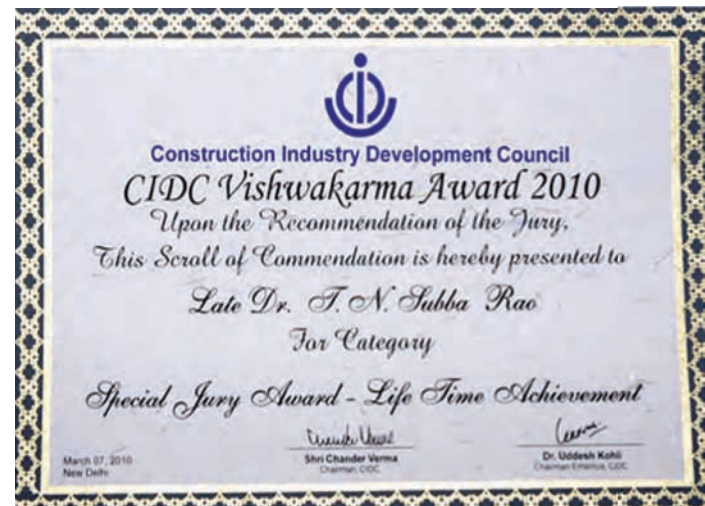 Construction Industry Development Council
CIDC Vishwakarma Award 2010
Upon the Recommendation of the Jury,
This Scroll of Commendation is hereby presented to
Late Dr. T. N. Subba Rao
For Category
Special Jury Award - Life Time Achievement
March 07, 2010
New Delhi
Shri Chander Verma
Chairman, CIDC
Dr. Uddesh Kohli
Chairman Emeritus, CIDC